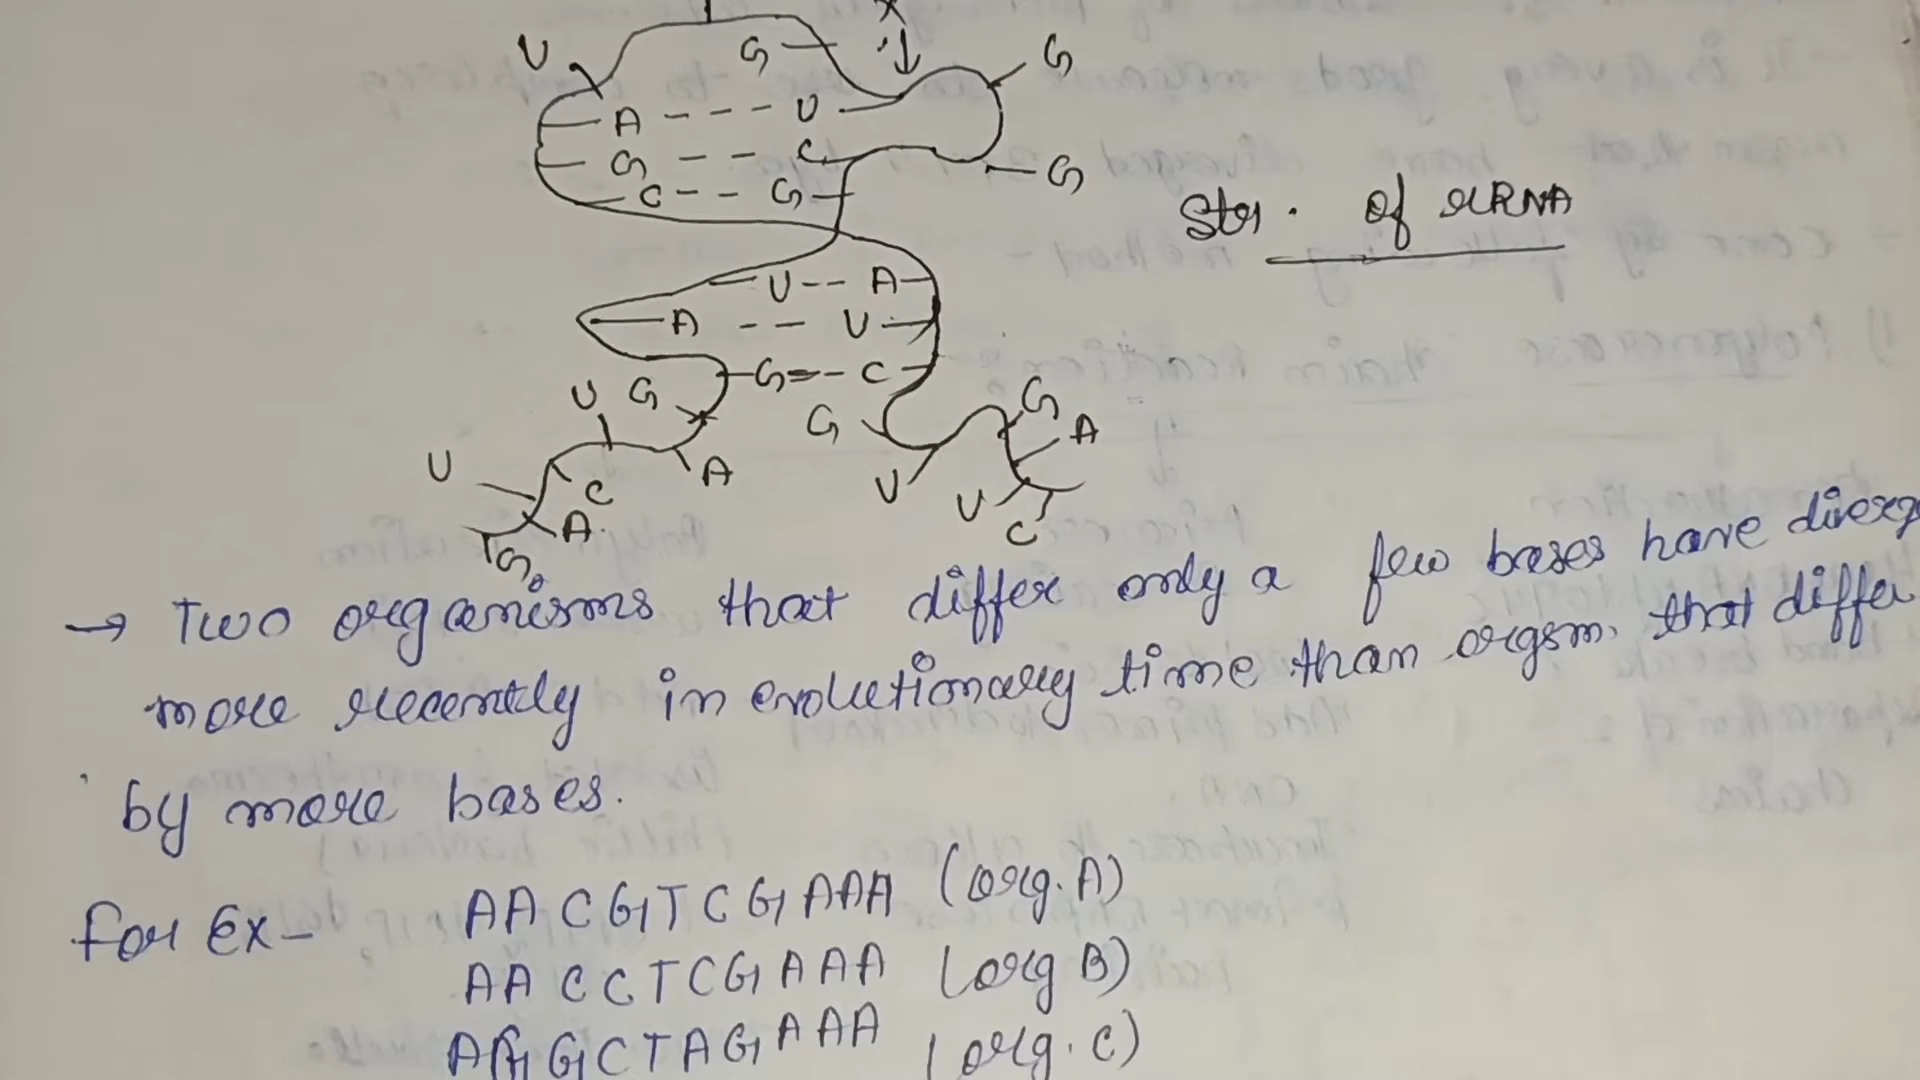 X
U G G
A - - - U
G - - C G
C - - G
Str. of rRNA
U - - A
A - - U
G = - - C
U G G G A
U C A V U
A. C
G
→ Two organisms that differ only a few bases have diverg
more recently in evolutionary time than orgsm. that differ
by more bases.
for Ex- AACGTCGAAA (org. A)
AACCTCGAAA (org B)
AGGCTAGAAA (org. C)